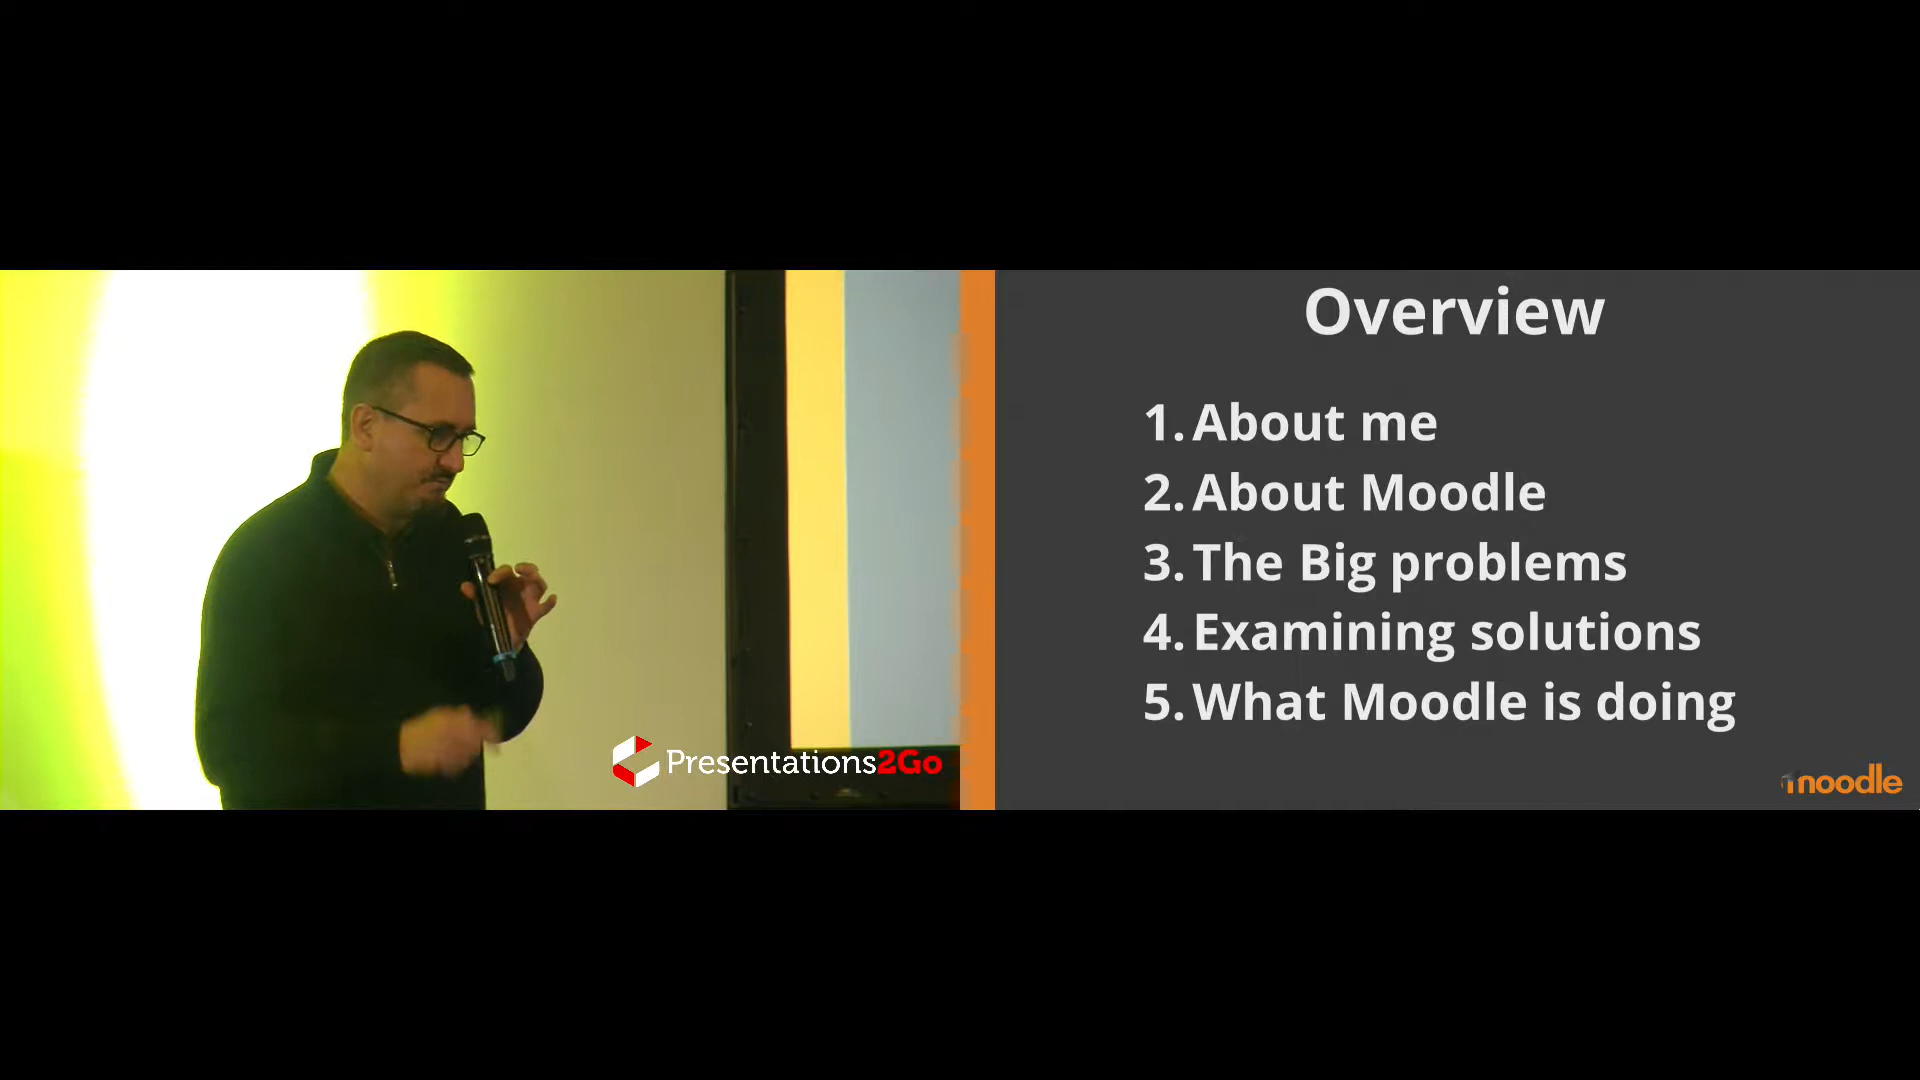 Overview
1. About me
2. About Moodle
3. The Big problems
4. Examining solutions
5. What Moodle is doing
moodle
Presentations2Go